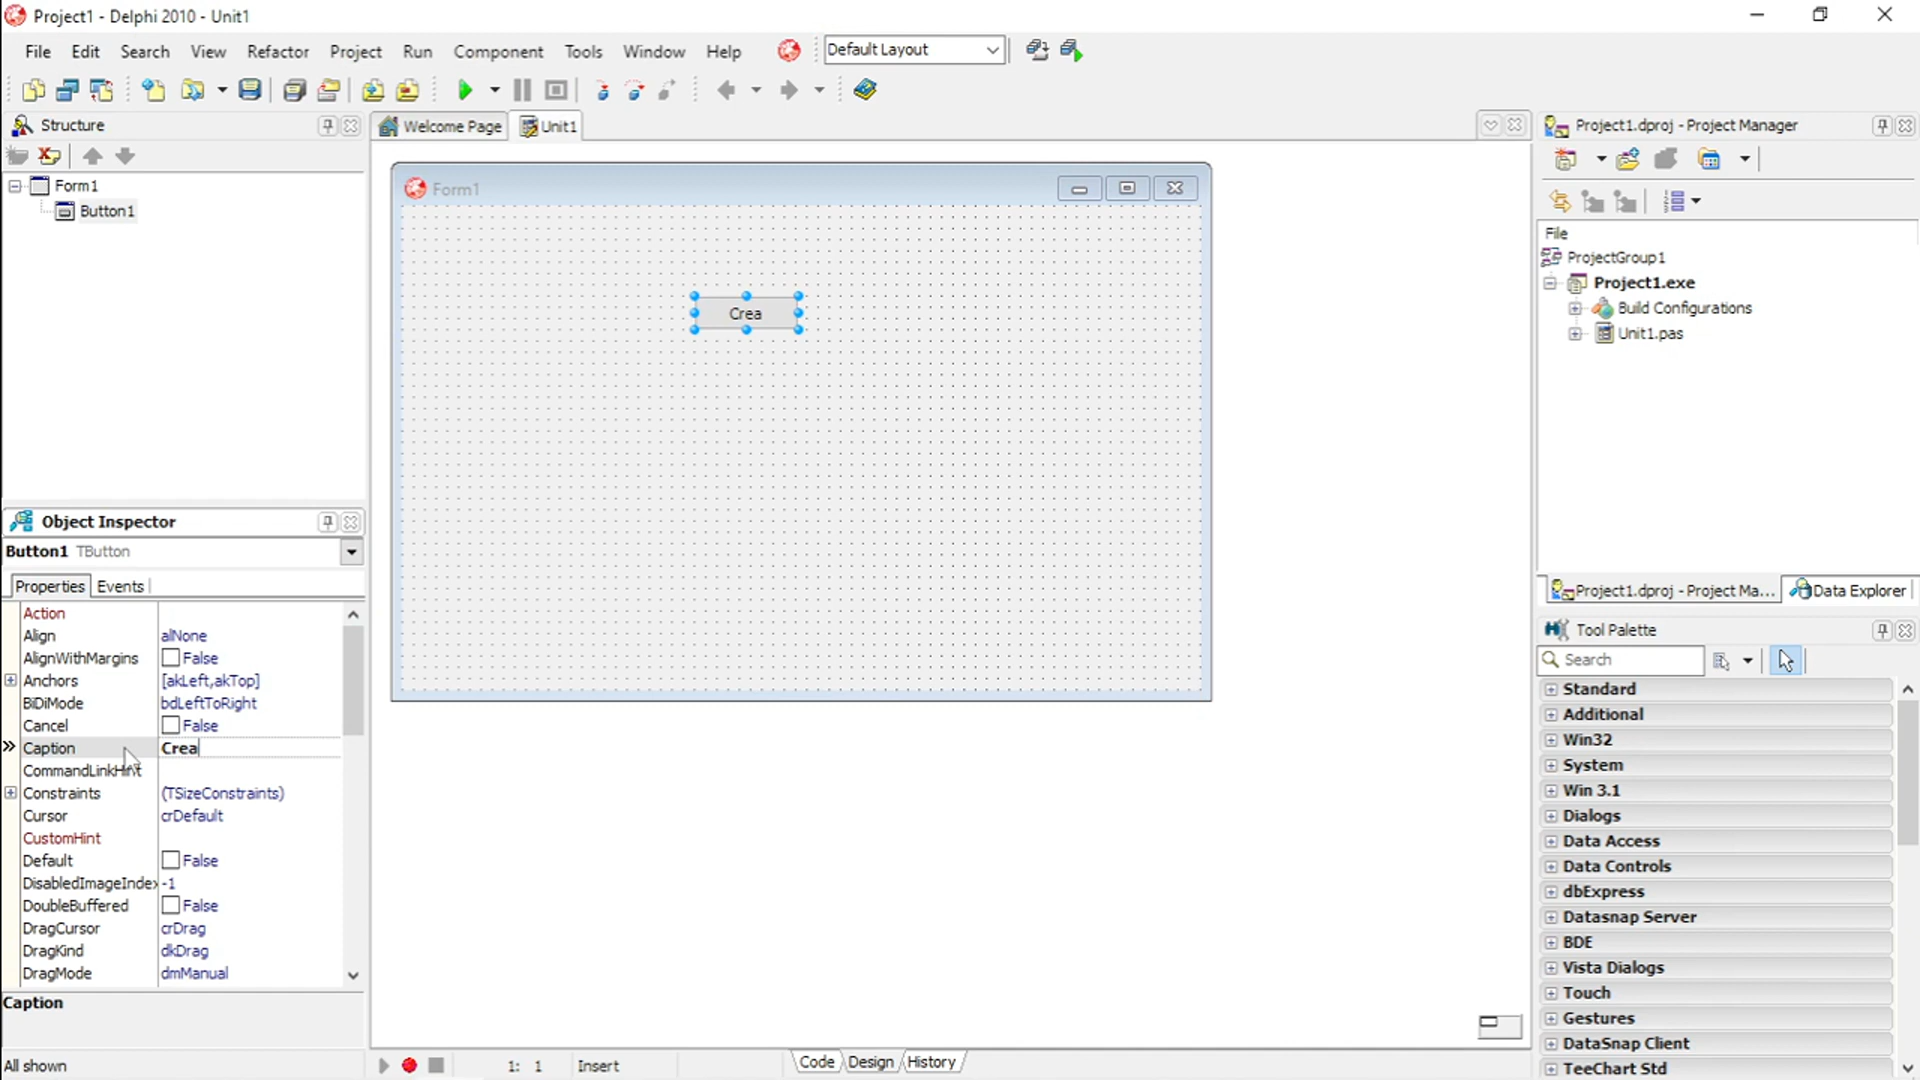 Project1 - Delphi 2010 - Unit1
File Edit Search View Refactor Project Run Component Tools Window Help Default Layout
Structure
Form1
Button1
Object Inspector
Button1 TButton
Properties Events
Action
Align alNone
AlignWithMargins False
Anchors [akLeft,akTop]
BiDiMode bdLeftToRight
Cancel False
Caption Crea
CommandLinkHint
Constraints (TSizeConstraints)
Cursor crDefault
CustomHint
Default False
DisabledImageIndex -1
DoubleBuffered False
DragCursor crDrag
DragKind dkDrag
DragMode dmManual
Caption
All shown
Welcome Page Unit1
Form1
Crea
1: 1 Insert
Code Design History
Project1.dproj - Project Manager
File
ProjectGroup1
Project1.exe
Build Configurations
Unit1.pas
Project1.dproj - Project Ma... Data Explorer
Tool Palette
Search
Standard
Additional
Win32
System
Win 3.1
Dialogs
Data Access
Data Controls
dbExpress
Datasnap Server
BDE
Vista Dialogs
Touch
Gestures
DataSnap Client
TeeChart Std